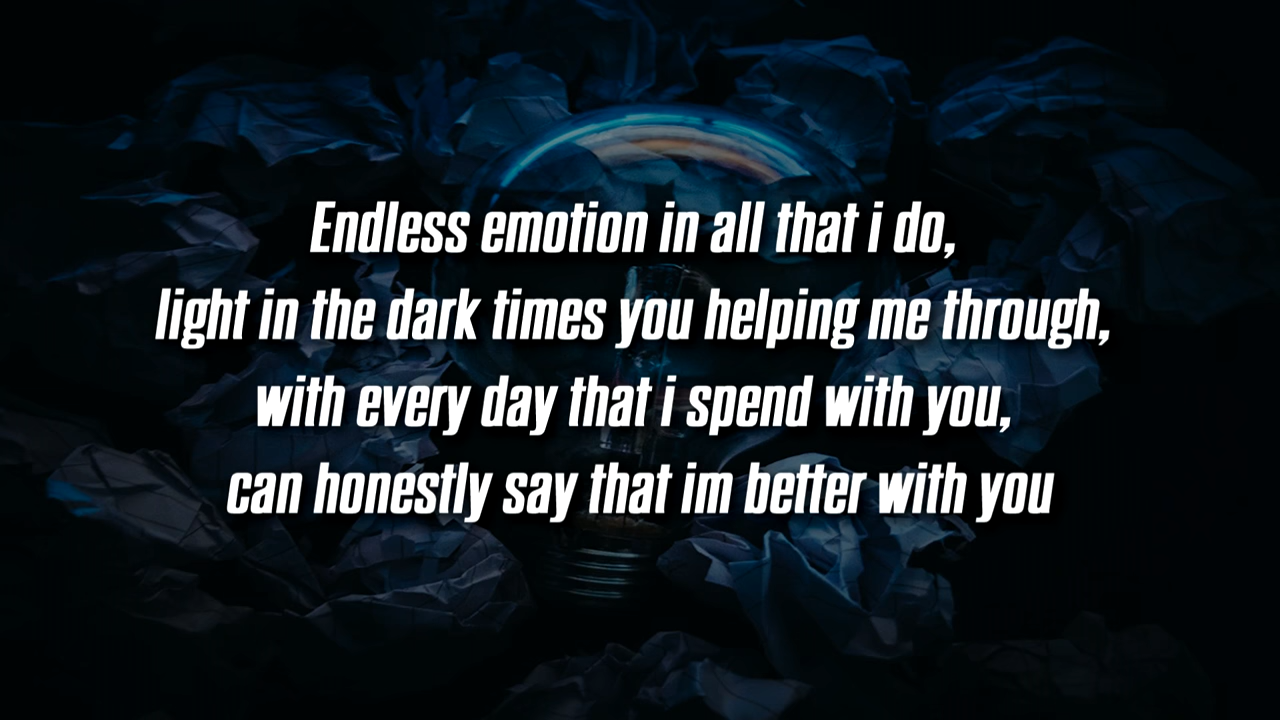 Endless emotion in all that i do,
light in the dark times you helping me through,
with every day that i spend with you,
can honestly say that im better with you